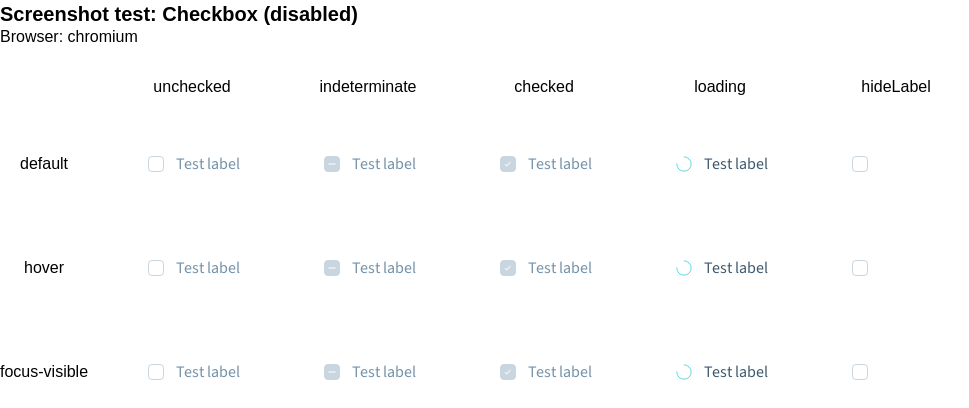 Screenshot test: Checkbox (disabled)
Browser: chromium
unchecked indeterminate checked loading hideLabel
default Test label Test label Test label Test label
hover Test label Test label Test label Test label
focus-visible Test label Test label Test label Test label